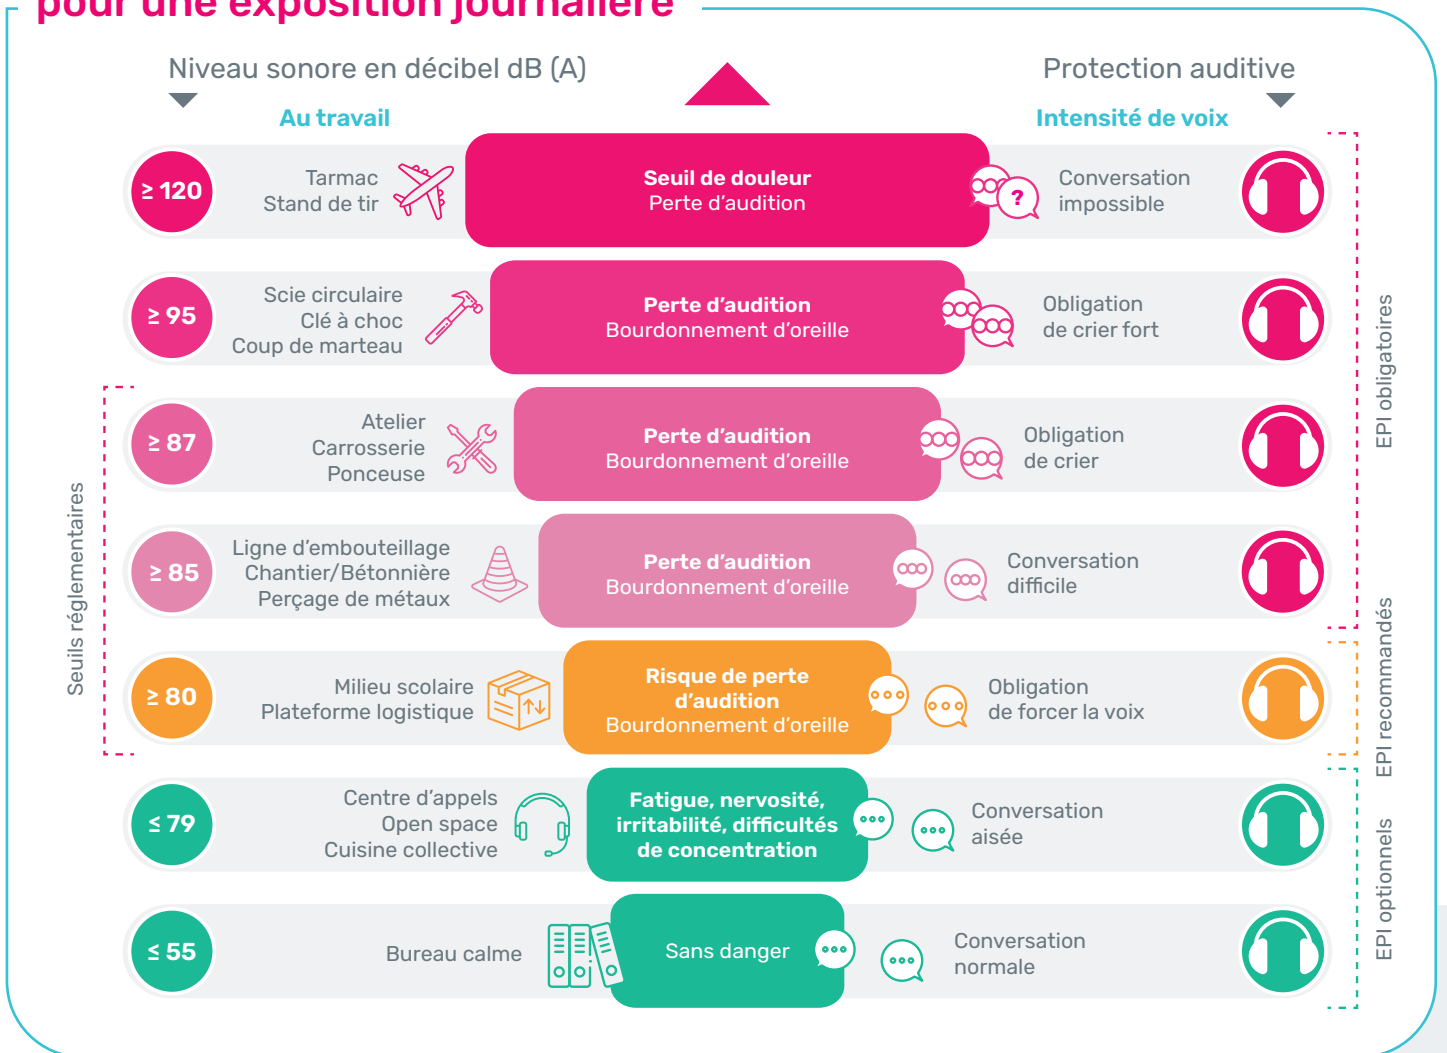 pour une exposition journalière
Niveau sonore en décibel dB (A)
Protection auditive
Au travail
Intensité de voix
≥ 120
Tarmac
Stand de tir
Seuil de douleur
Perte d'audition
?
Conversation
impossible
≥ 95
Scie circulaire
Clé à choc
Coup de marteau
Perte d'audition
Bourdonnement d'oreille
Obligation
de crier fort
≥ 87
Atelier
Carrosserie
Ponceuse
Perte d'audition
Bourdonnement d'oreille
Obligation
de crier
≥ 85
Ligne d'embouteillage
Chantier/Bétonnière
Perçage de métaux
Perte d'audition
Bourdonnement d'oreille
Conversation
difficile
≥ 80
Milieu scolaire
Plateforme logistique
Risque de perte
d'audition
Bourdonnement d'oreille
Obligation
de forcer la voix
≤ 79
Centre d'appels
Open space
Cuisine collective
Fatigue, nervosité,
irritabilité, difficultés
de concentration
Conversation
aisée
≤ 55
Bureau calme
Sans danger
Conversation
normale
Seuils réglementaires
EPI obligatoires
EPI recommandés
EPI optionnels